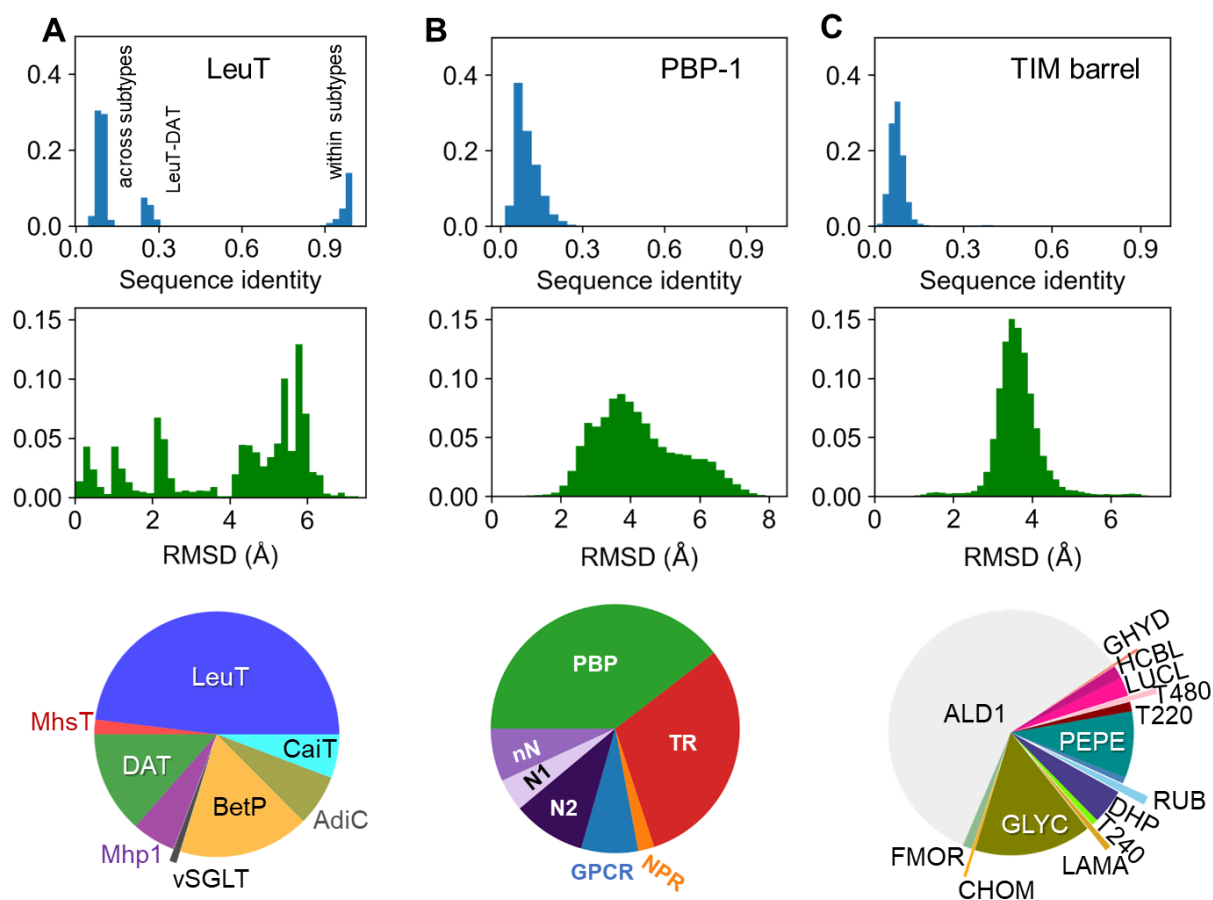 A
LeuT
across subtypes
LeuT-DAT
within subtypes
0.4
0.2
0.0
0.0 0.3 0.6 0.9
Sequence identity
0.15
0.10
0.05
0.00
0 2 4 6
RMSD (Å)
LeuT
MhsT
DAT
Mhp1
vSGLT
BetP
AdiC
CaiT
B
PBP-1
0.4
0.2
0.0
0.0 0.3 0.6 0.9
Sequence identity
0.15
0.10
0.05
0.00
0 2 4 6 8
RMSD (Å)
PBP
TR
nN
N1
N2
GPCR
NPR
C
TIM barrel
0.4
0.2
0.0
0.0 0.3 0.6 0.9
Sequence identity
0.15
0.10
0.05
0.00
0 2 4 6
RMSD (Å)
ALD1
GHYD
HCBL
LUCL
T480
T220
PEPE
RUB
DHP
T240
LAMA
GLYC
CHOM
FMOR